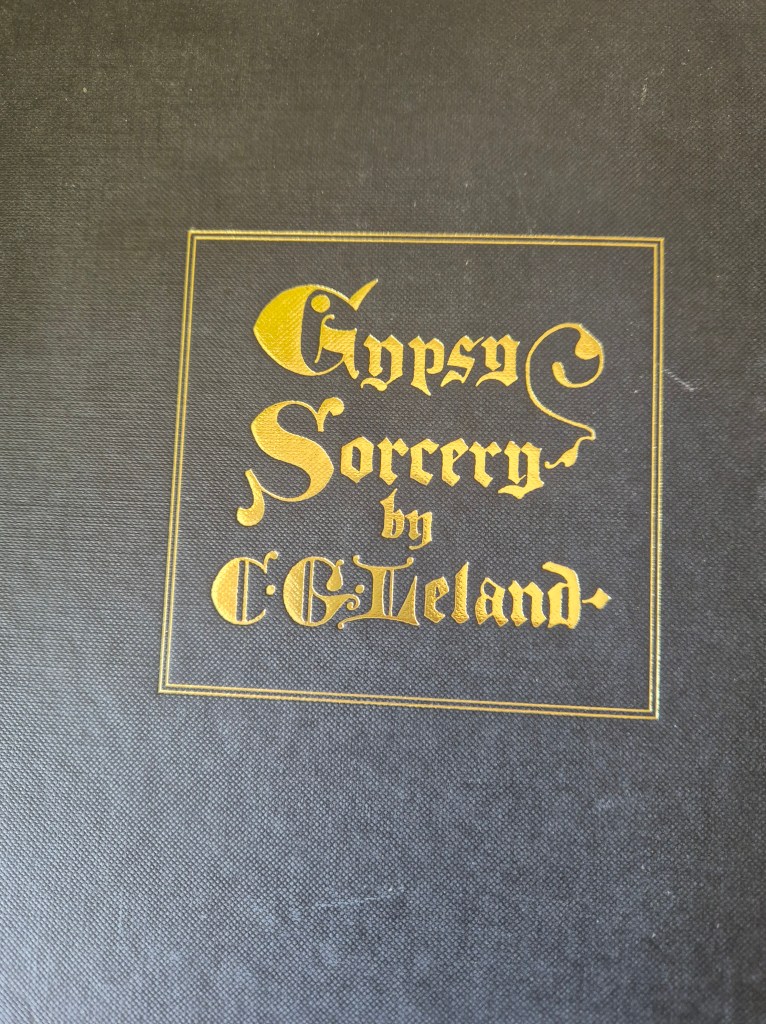 Gypsy
Sorcery
by
C. G. Leland